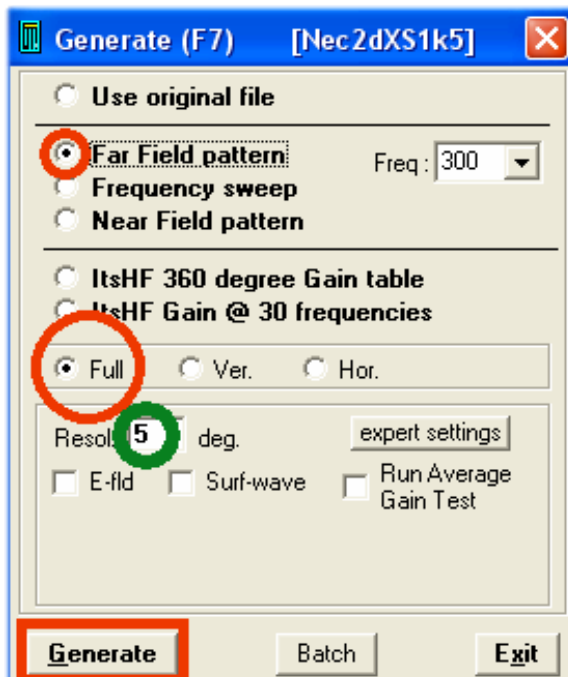 Generate (F7) [Nec2dXS1k5]
Use original file
Far Field pattern Freq : 300
Frequency sweep
Near Field pattern
ItsHF 360 degree Gain table
ItsHF Gain @ 30 frequencies
Full Ver. Hor.
Resol. 5 deg. expert settings
E-fld Surf-wave Run Average
Gain Test
Generate Batch Exit